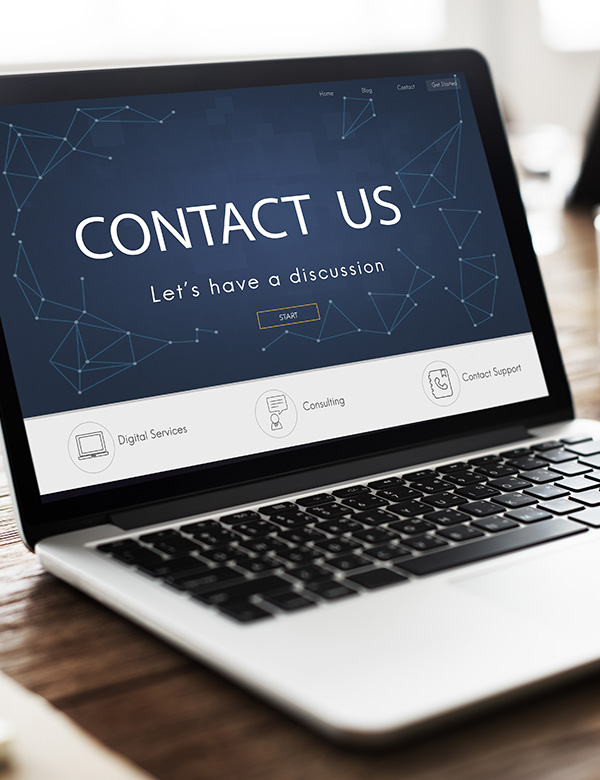 Home Blog Contact Get Started
CONTACT US
Let's have a discussion
START
Digital Services
Consulting
Contact Support